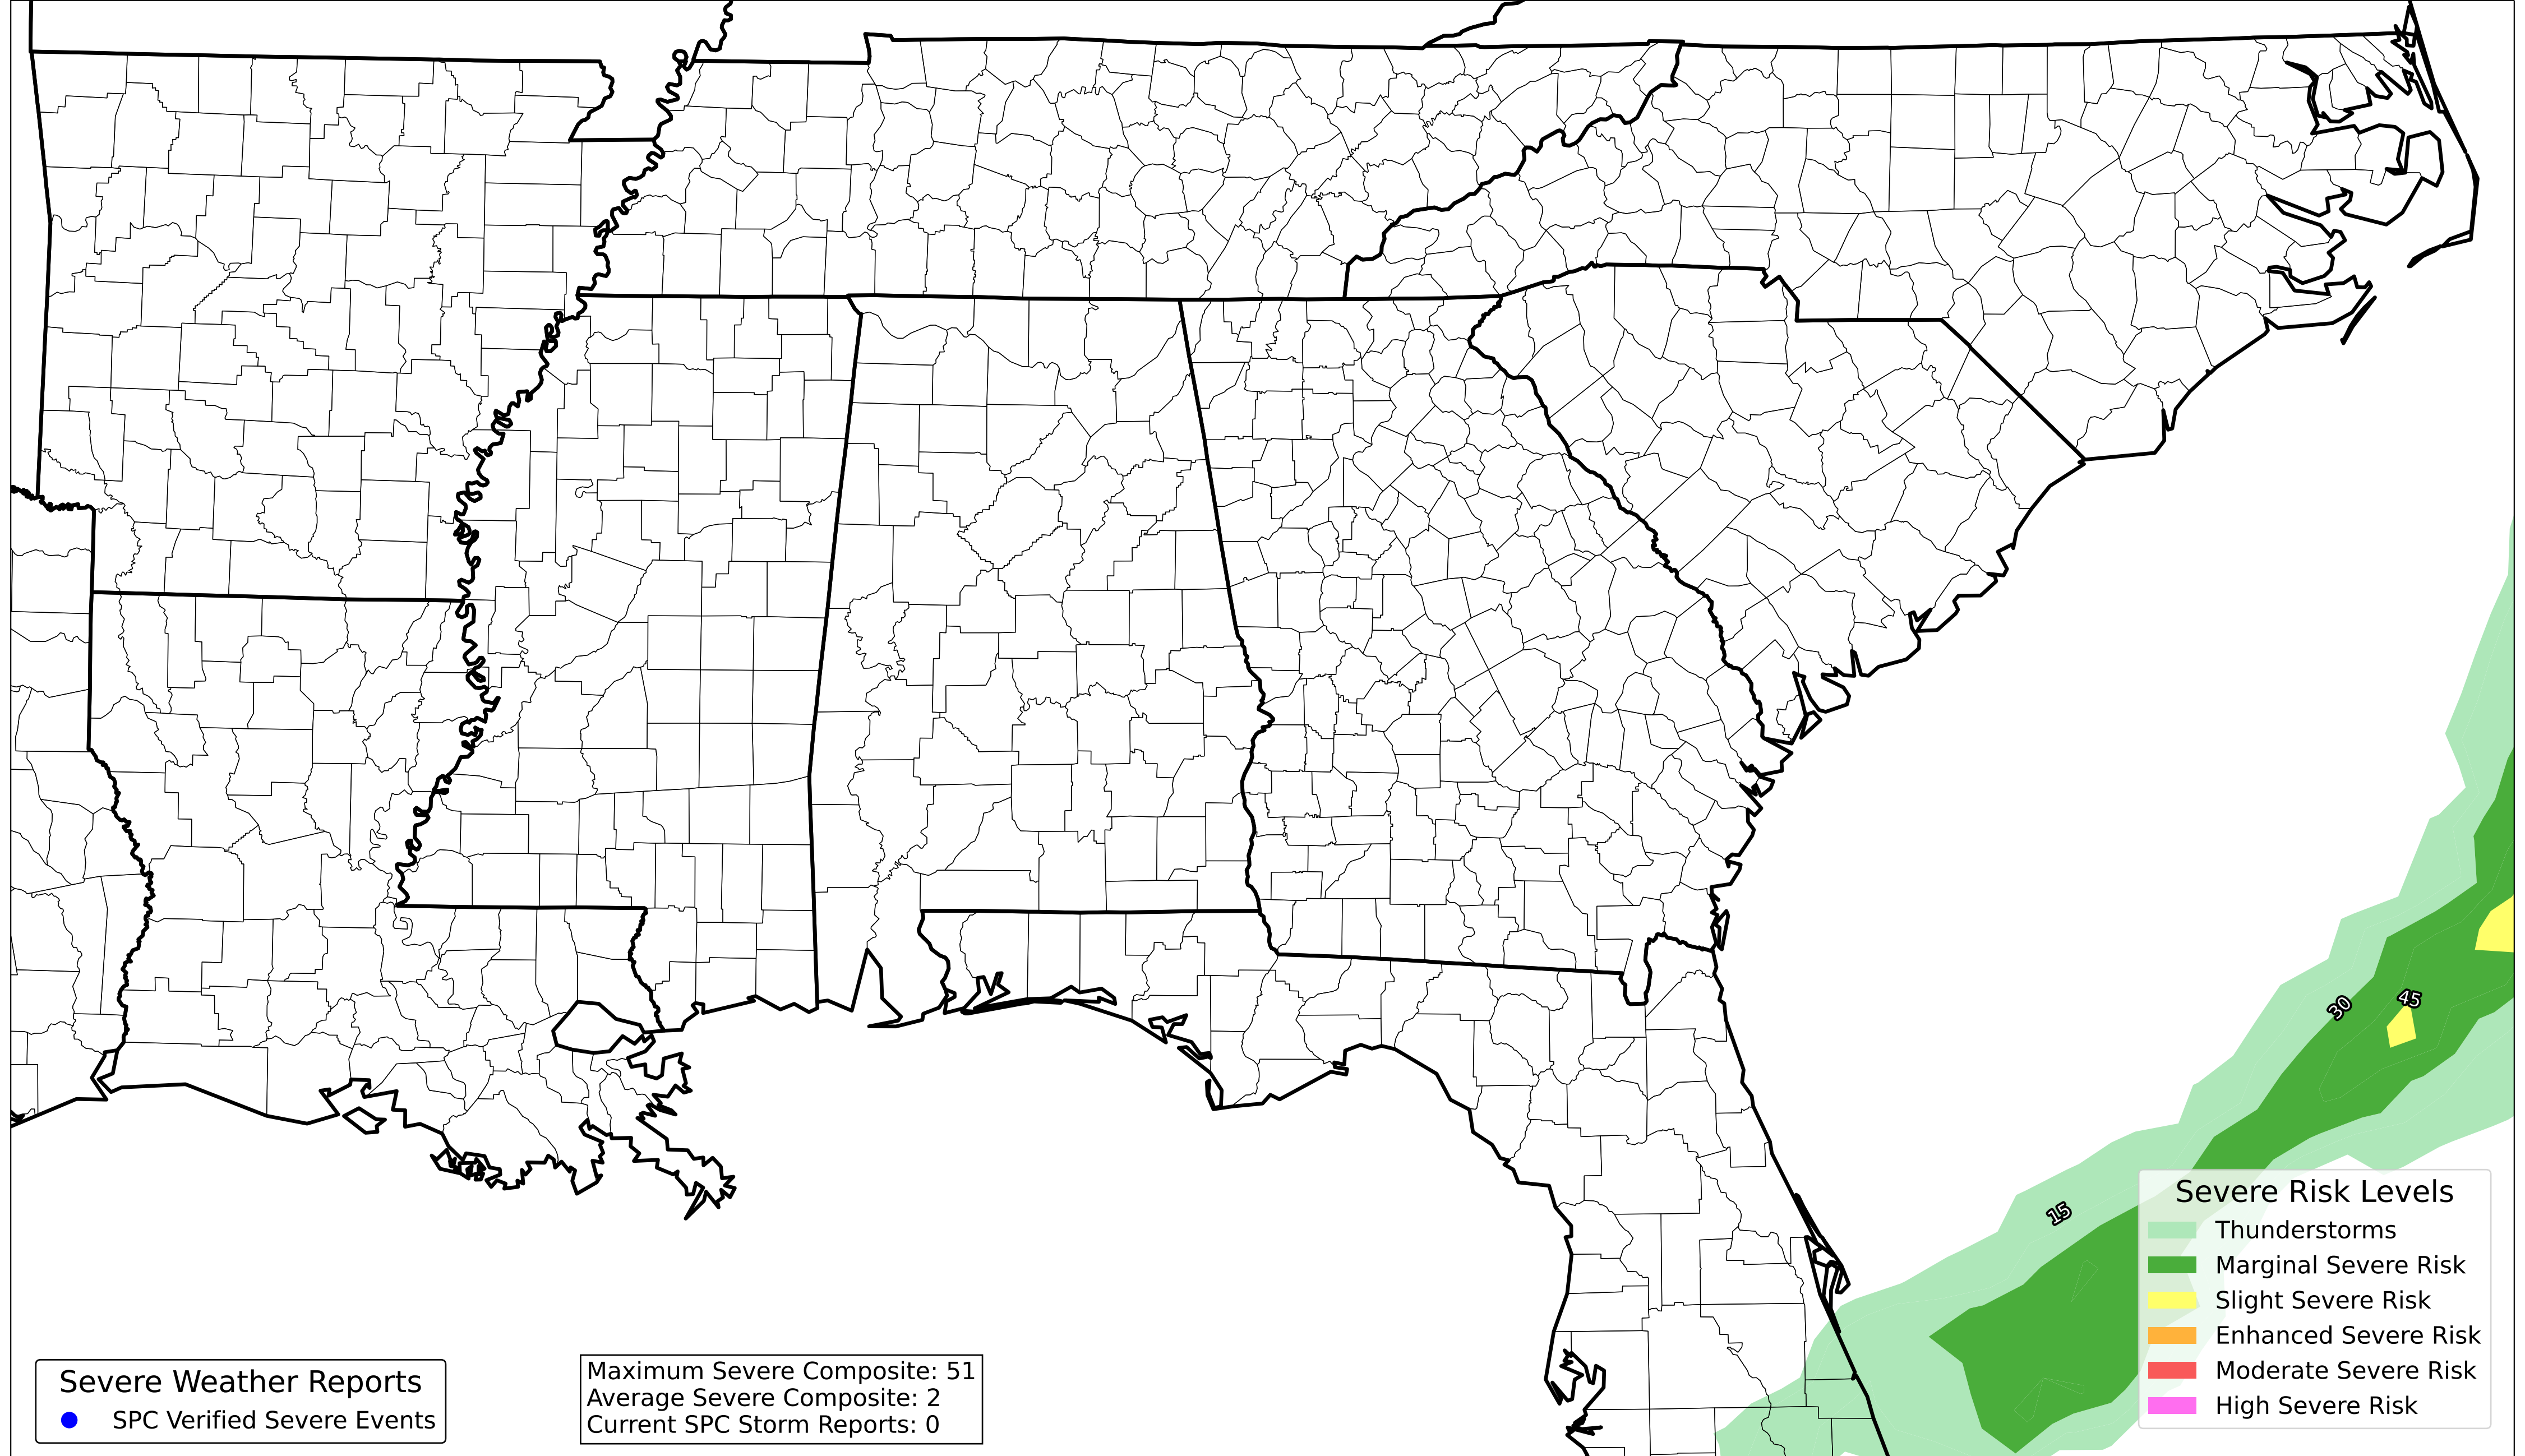 45
30
15
Severe Risk Levels
Thunderstorms
Marginal Severe Risk
Slight Severe Risk
Enhanced Severe Risk
Moderate Severe Risk
High Severe Risk
Severe Weather Reports
SPC Verified Severe Events
Maximum Severe Composite: 51
Average Severe Composite: 2
Current SPC Storm Reports: 0